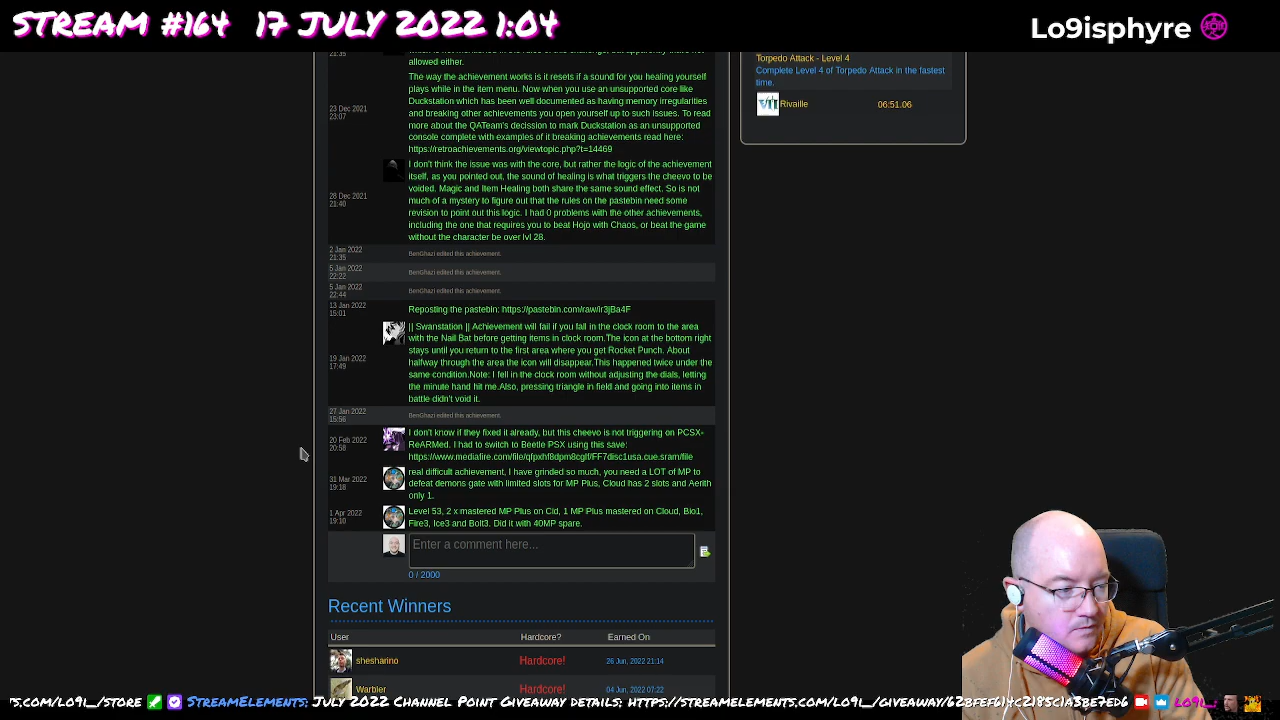 STREAM #164 17 JULY 2022 1:04
Lo9isphyre
21:35
allowed either.
The way the achievement works is it resets if a sound for you healing yourself
plays while in the item menu. Now when you use an unsupported core like
Duckstation which has been well documented as having memory irregularities
23 Dec 2021
23:07
and breaking other achievements you open yourself up to such issues. To read
more about the QATeam's decission to mark Duckstation as an unsupported
console complete with examples of it breaking achievements read here:
https://retroachievements.org/viewtopic.php?t=14469
I don't think the issue was with the core, but rather the logic of the achievement
itself, as you pointed out, the sound of healing is what triggers the cheevo to be
voided. Magic and Item Healing both share the same sound effect. So is not
28 Dec 2021
21:40
much of a mystery to figure out that the rules on the pastebin need some
revision to point out this logic. I had 0 problems with the other achievements,
including the one that requires you to beat Hojo with Chaos, or beat the game
without the character be over lvl 28.
2 Jan 2022
21:35
BenGhazi edited this achievement.
5 Jan 2022
22:22
BenGhazi edited this achievement.
5 Jan 2022
22:44
BenGhazi edited this achievement.
13 Jan 2022
15:01
Reposting the pastebin: https://pastebin.com/raw/ir3jBa4F
|| Swanstation || Achievement will fail if you fall in the clock room to the area
with the Nail Bat before getting items in clock room.The icon at the bottom right
stays until you return to the first area where you get Rocket Punch. About
19 Jan 2022
17:49
halfway through the area the icon will disappear.This happened twice under the
same condition.Note: I fell in the clock room without adjusting the dials, letting
the minute hand hit me.Also, pressing triangle in field and going into items in
battle didn't void it.
27 Jan 2022
15:56
BenGhazi edited this achievement.
20 Feb 2022
20:58
I don't know if they fixed it already, but this cheevo is not triggering on PCSX-
ReARMed. I had to switch to Beetle PSX using this save:
https://www.mediafire.com/file/qfpxhf8dpm8cglf/FF7disc1usa.cue.sram/file
31 Mar 2022
19:18
real difficult achievement, I have grinded so much, you need a LOT of MP to
defeat demons gate with limited slots for MP Plus, Cloud has 2 slots and Aerith
only 1.
1 Apr 2022
19:10
Level 53, 2 x mastered MP Plus on Cid, 1 MP Plus mastered on Cloud, Bio1,
Fire3, Ice3 and Bolt3. Did it with 40MP spare.
Enter a comment here...
0 / 2000
Recent Winners
User Hardcore? Earned On
shesharino Hardcore! 26 Jun, 2022 21:14
Warbler Hardcore! 04 Jun, 2022 07:22
Torpedo Attack - Level 4
Complete Level 4 of Torpedo Attack in the fastest
time.
Rivaille 06:51.06
TS.COM/LO9I_/STORE StreamElements: July 2022 Channel Point Giveaway details: https://streamelements.com/lo9i_/giveaway/628fef614c2185c1a3be7ed6 LO9I_: